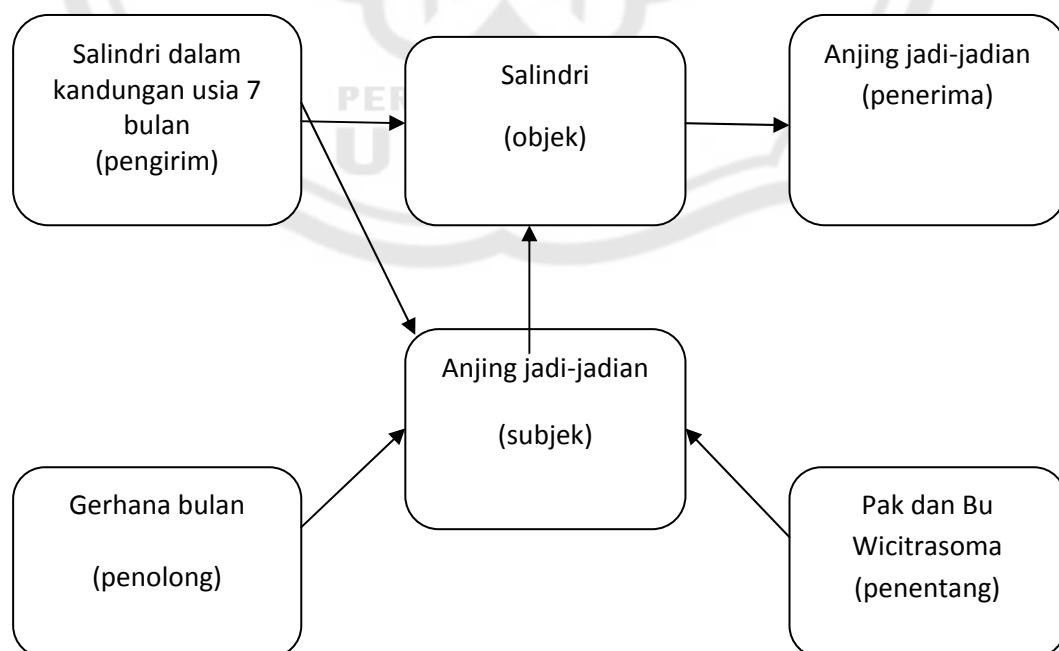 Salindri dalam
kandungan usia 7
bulan
(pengirim)
Salindri
(objek)
Anjing jadi-jadian
(penerima)
Anjing jadi-jadian
(subjek)
Gerhana bulan
(penolong)
Pak dan Bu
Wicitrasoma
(penentang)